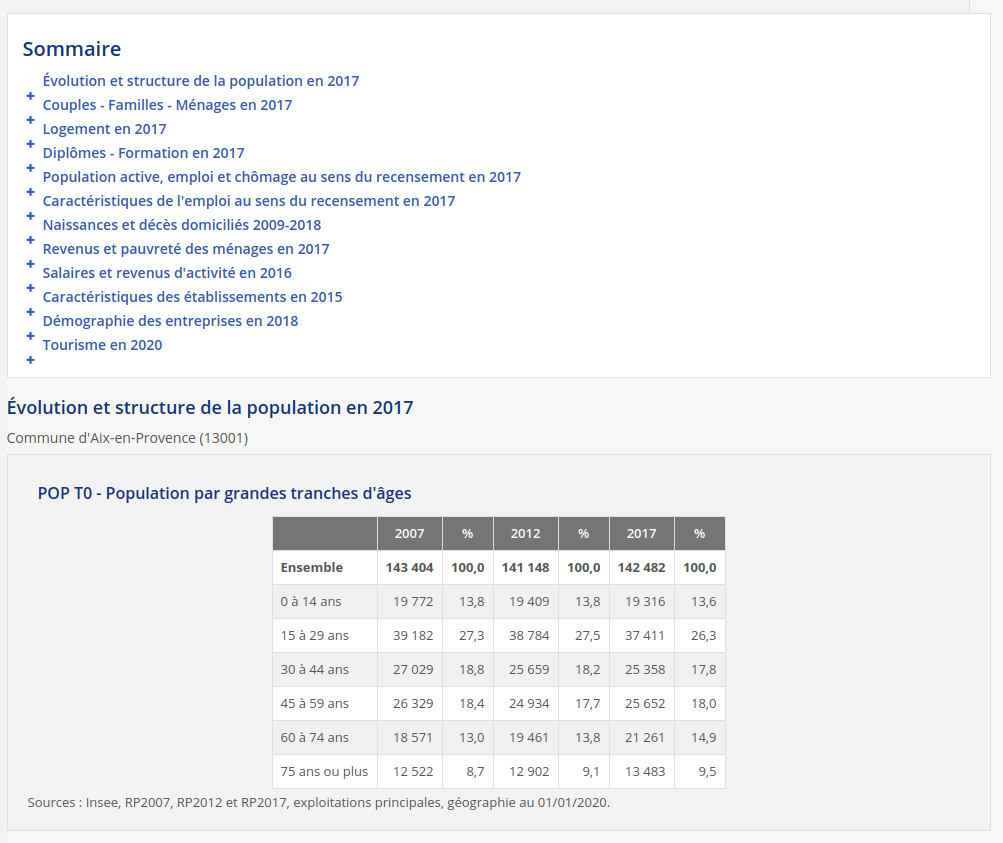 Sommaire
Évolution et structure de la population en 2017
+
Couples - Familles - Ménages en 2017
+
Logement en 2017
+
Diplômes - Formation en 2017
+
Population active, emploi et chômage au sens du recensement en 2017
+
Caractéristiques de l'emploi au sens du recensement en 2017
+
Naissances et décès domiciliés 2009-2018
+
Revenus et pauvreté des ménages en 2017
+
Salaires et revenus d'activité en 2016
+
Caractéristiques des établissements en 2015
+
Démographie des entreprises en 2018
+
Tourisme en 2020
+
Évolution et structure de la population en 2017
Commune d'Aix-en-Provence (13001)
POP T0 - Population par grandes tranches d'âges
2007 % 2012 % 2017 %
Ensemble 143 404 100,0 141 148 100,0 142 482 100,0
0 à 14 ans 19 772 13,8 19 409 13,8 19 316 13,6
15 à 29 ans 39 182 27,3 38 784 27,5 37 411 26,3
30 à 44 ans 27 029 18,8 25 659 18,2 25 358 17,8
45 à 59 ans 26 329 18,4 24 934 17,7 25 652 18,0
60 à 74 ans 18 571 13,0 19 461 13,8 21 261 14,9
75 ans ou plus 12 522 8,7 12 902 9,1 13 483 9,5
Sources : Insee, RP2007, RP2012 et RP2017, exploitations principales, géographie au 01/01/2020.